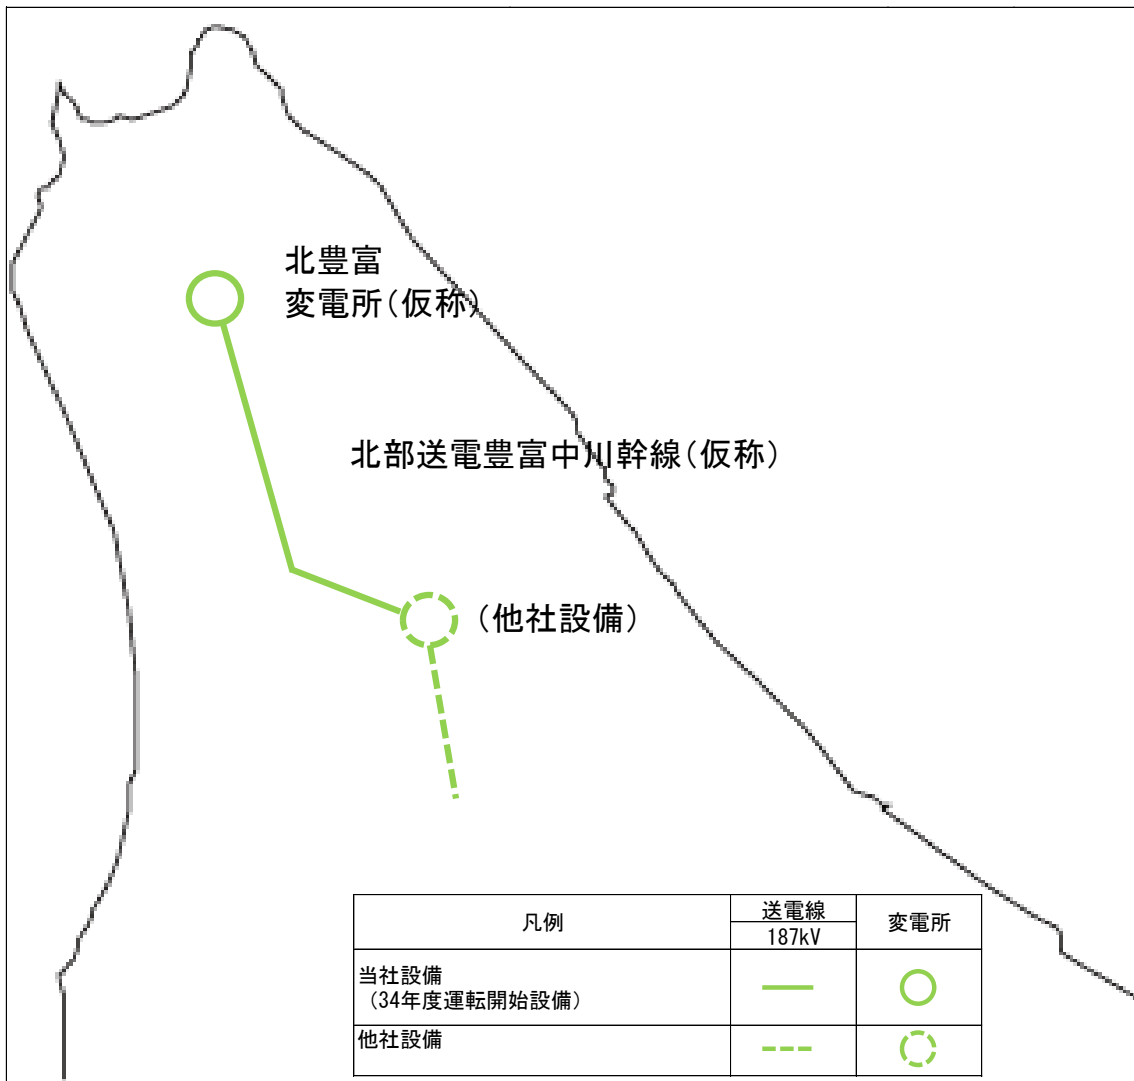 北豊富
変電所(仮称)
北部送電豊富中川幹線(仮称)
(他社設備)
凡例
送電線
187kV
変電所
当社設備
(34年度運転開始設備)
他社設備